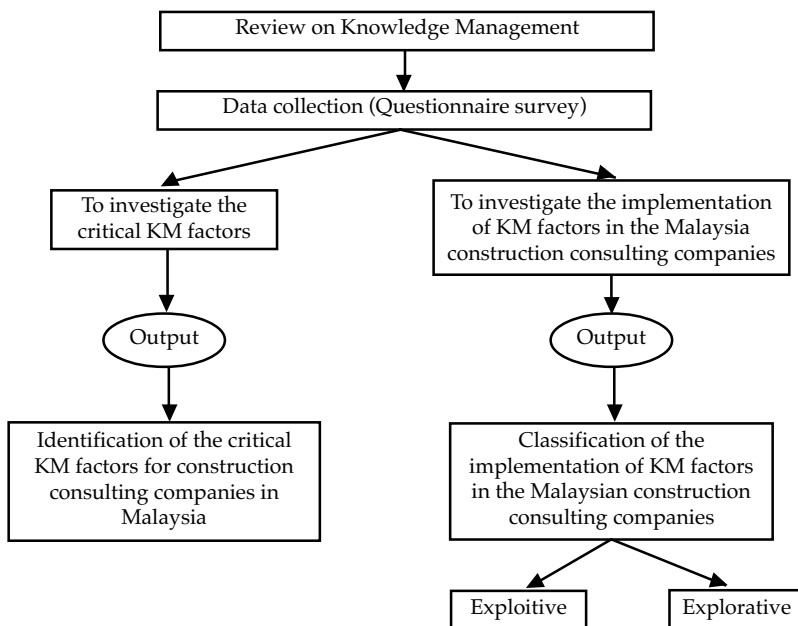 Review on Knowledge Management
Data collection (Questionnaire survey)
To investigate the
critical KM factors
To investigate the implementation
of KM factors in the Malaysia
construction consulting companies
Output
Output
Identification of the critical
KM factors for construction
consulting companies in
Malaysia
Classification of the
implementation of KM factors
in the Malaysian construction
consulting companies
Exploitive
Explorative